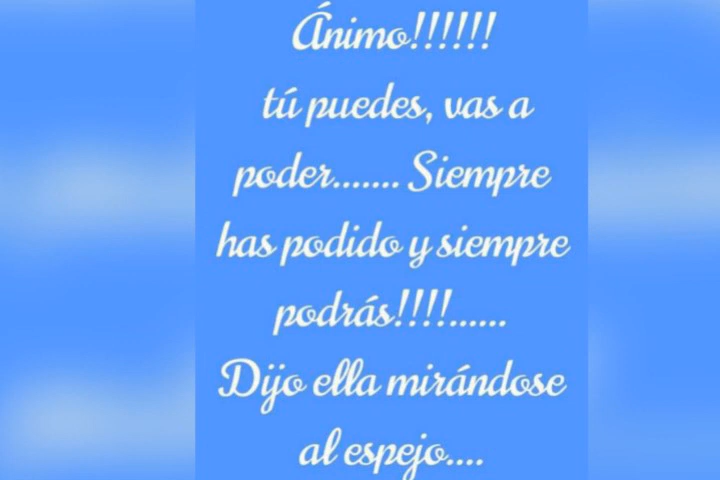 Ánimo!!!!!!
tú puedes, vas a
poder....... Siempre
has podido y siempre
podrás!!!!......
Dijo ella mirándose
al espejo....